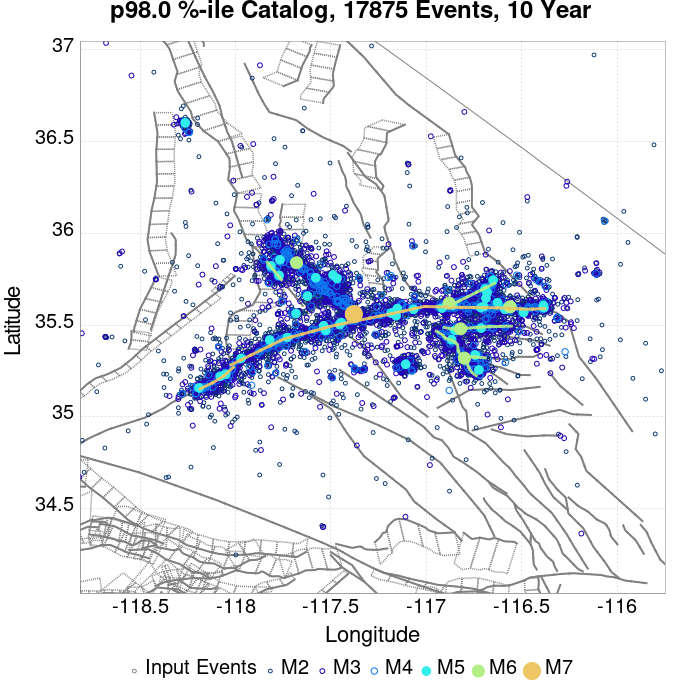 p98.0 %-ile Catalog, 17875 Events, 10 Year
37
36.5
36
35.5
35
34.5
Latitude
-118.5 -118 -117.5 -117 -116.5 -116
Longitude
Input Events M2 M3 M4 M5 M6 M7